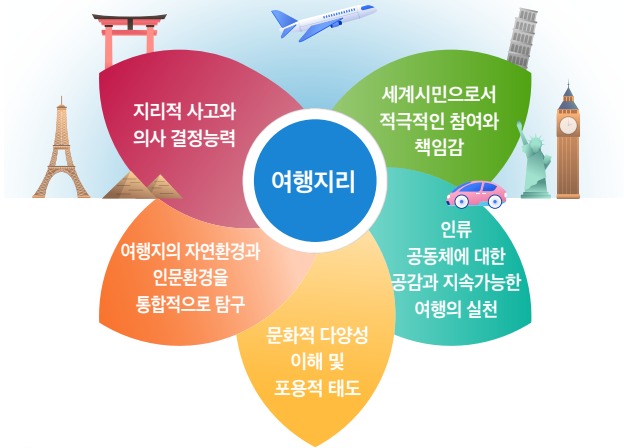 지리적 사고와
의사 결정능력
세계시민으로서
적극적인 참여와
책임감
여행지리
여행지의 자연환경과
인문환경을
통합적으로 탐구
인류
공동체에 대한
공감과 지속가능한
여행의 실천
문화적 다양성
이해 및
포용적 태도